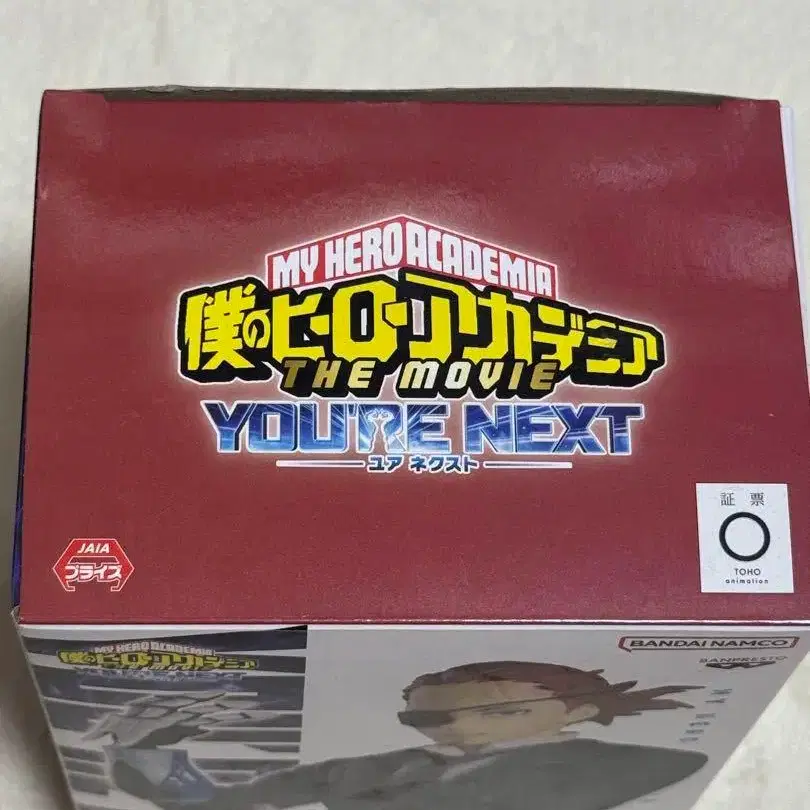 MY HERO ACADEMIA
僕のヒーローアカデミア
THE MOVIE
YOU'RE NEXT
ユア ネクスト
証票
TOHO
animation
JAIA
プライズ
MY HERO ACADEMIA
僕のヒーローアカデミア
THE MOVIE
YOU'RE NEXT
BANDAI NAMCO
BANPRESTO
MY HERO